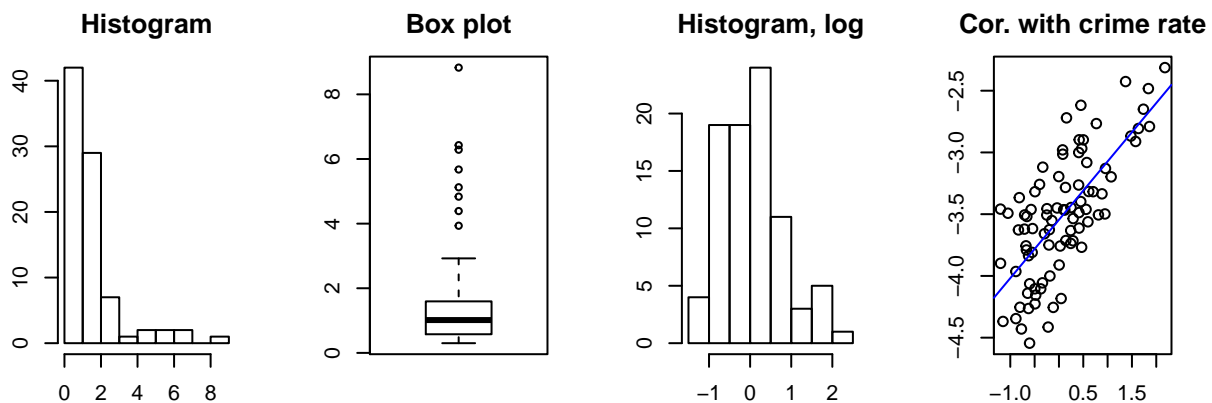 Histogram
0 10 20 30 40
0 2 4 6 8
Box plot
0 2 4 6 8
Histogram, log
0 5 10 15 20
−1 0 1 2
Cor. with crime rate
−4.5 −4.0 −3.5 −3.0 −2.5
−1.0 0.5 1.5